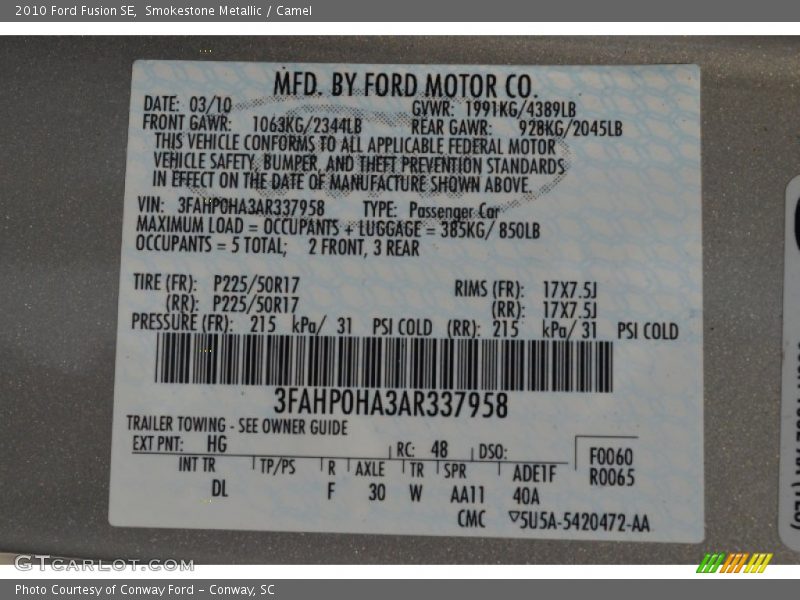 2010 Ford Fusion SE, Smokestone Metallic / Camel
MFD. BY FORD MOTOR CO.
DATE: 03/10 GVWR: 1991KG/4389LB
FRONT GAWR: 1063KG/2344LB REAR GAWR: 928KG/2045LB
THIS VEHICLE CONFORMS TO ALL APPLICABLE FEDERAL MOTOR
VEHICLE SAFETY, BUMPER, AND THEFT PREVENTION STANDARDS
IN EFFECT ON THE DATE OF MANUFACTURE SHOWN ABOVE.
VIN: 3FAHP0HA3AR337958 TYPE: Passenger Car
MAXIMUM LOAD = OCCUPANTS + LUGGAGE = 385KG/ 850LB
OCCUPANTS = 5 TOTAL; 2 FRONT, 3 REAR
TIRE (FR): P225/50R17 RIMS (FR): 17X7.5J
(RR): P225/50R17 (RR): 17X7.5J
PRESSURE (FR): 215 kPa/ 31 PSI COLD (RR): 215 kPa/ 31 PSI COLD
3FAHP0HA3AR337958
TRAILER TOWING - SEE OWNER GUIDE
EXT PNT: HG RC: 48 DSO: F0060
INT TR TP/PS R AXLE TR SPR ADE1F R0065
DL F 30 W AA11 40A
CMC ▽5U5A-5420472-AA
GTCarLot.com
Photo Courtesy of Conway Ford - Conway, SC